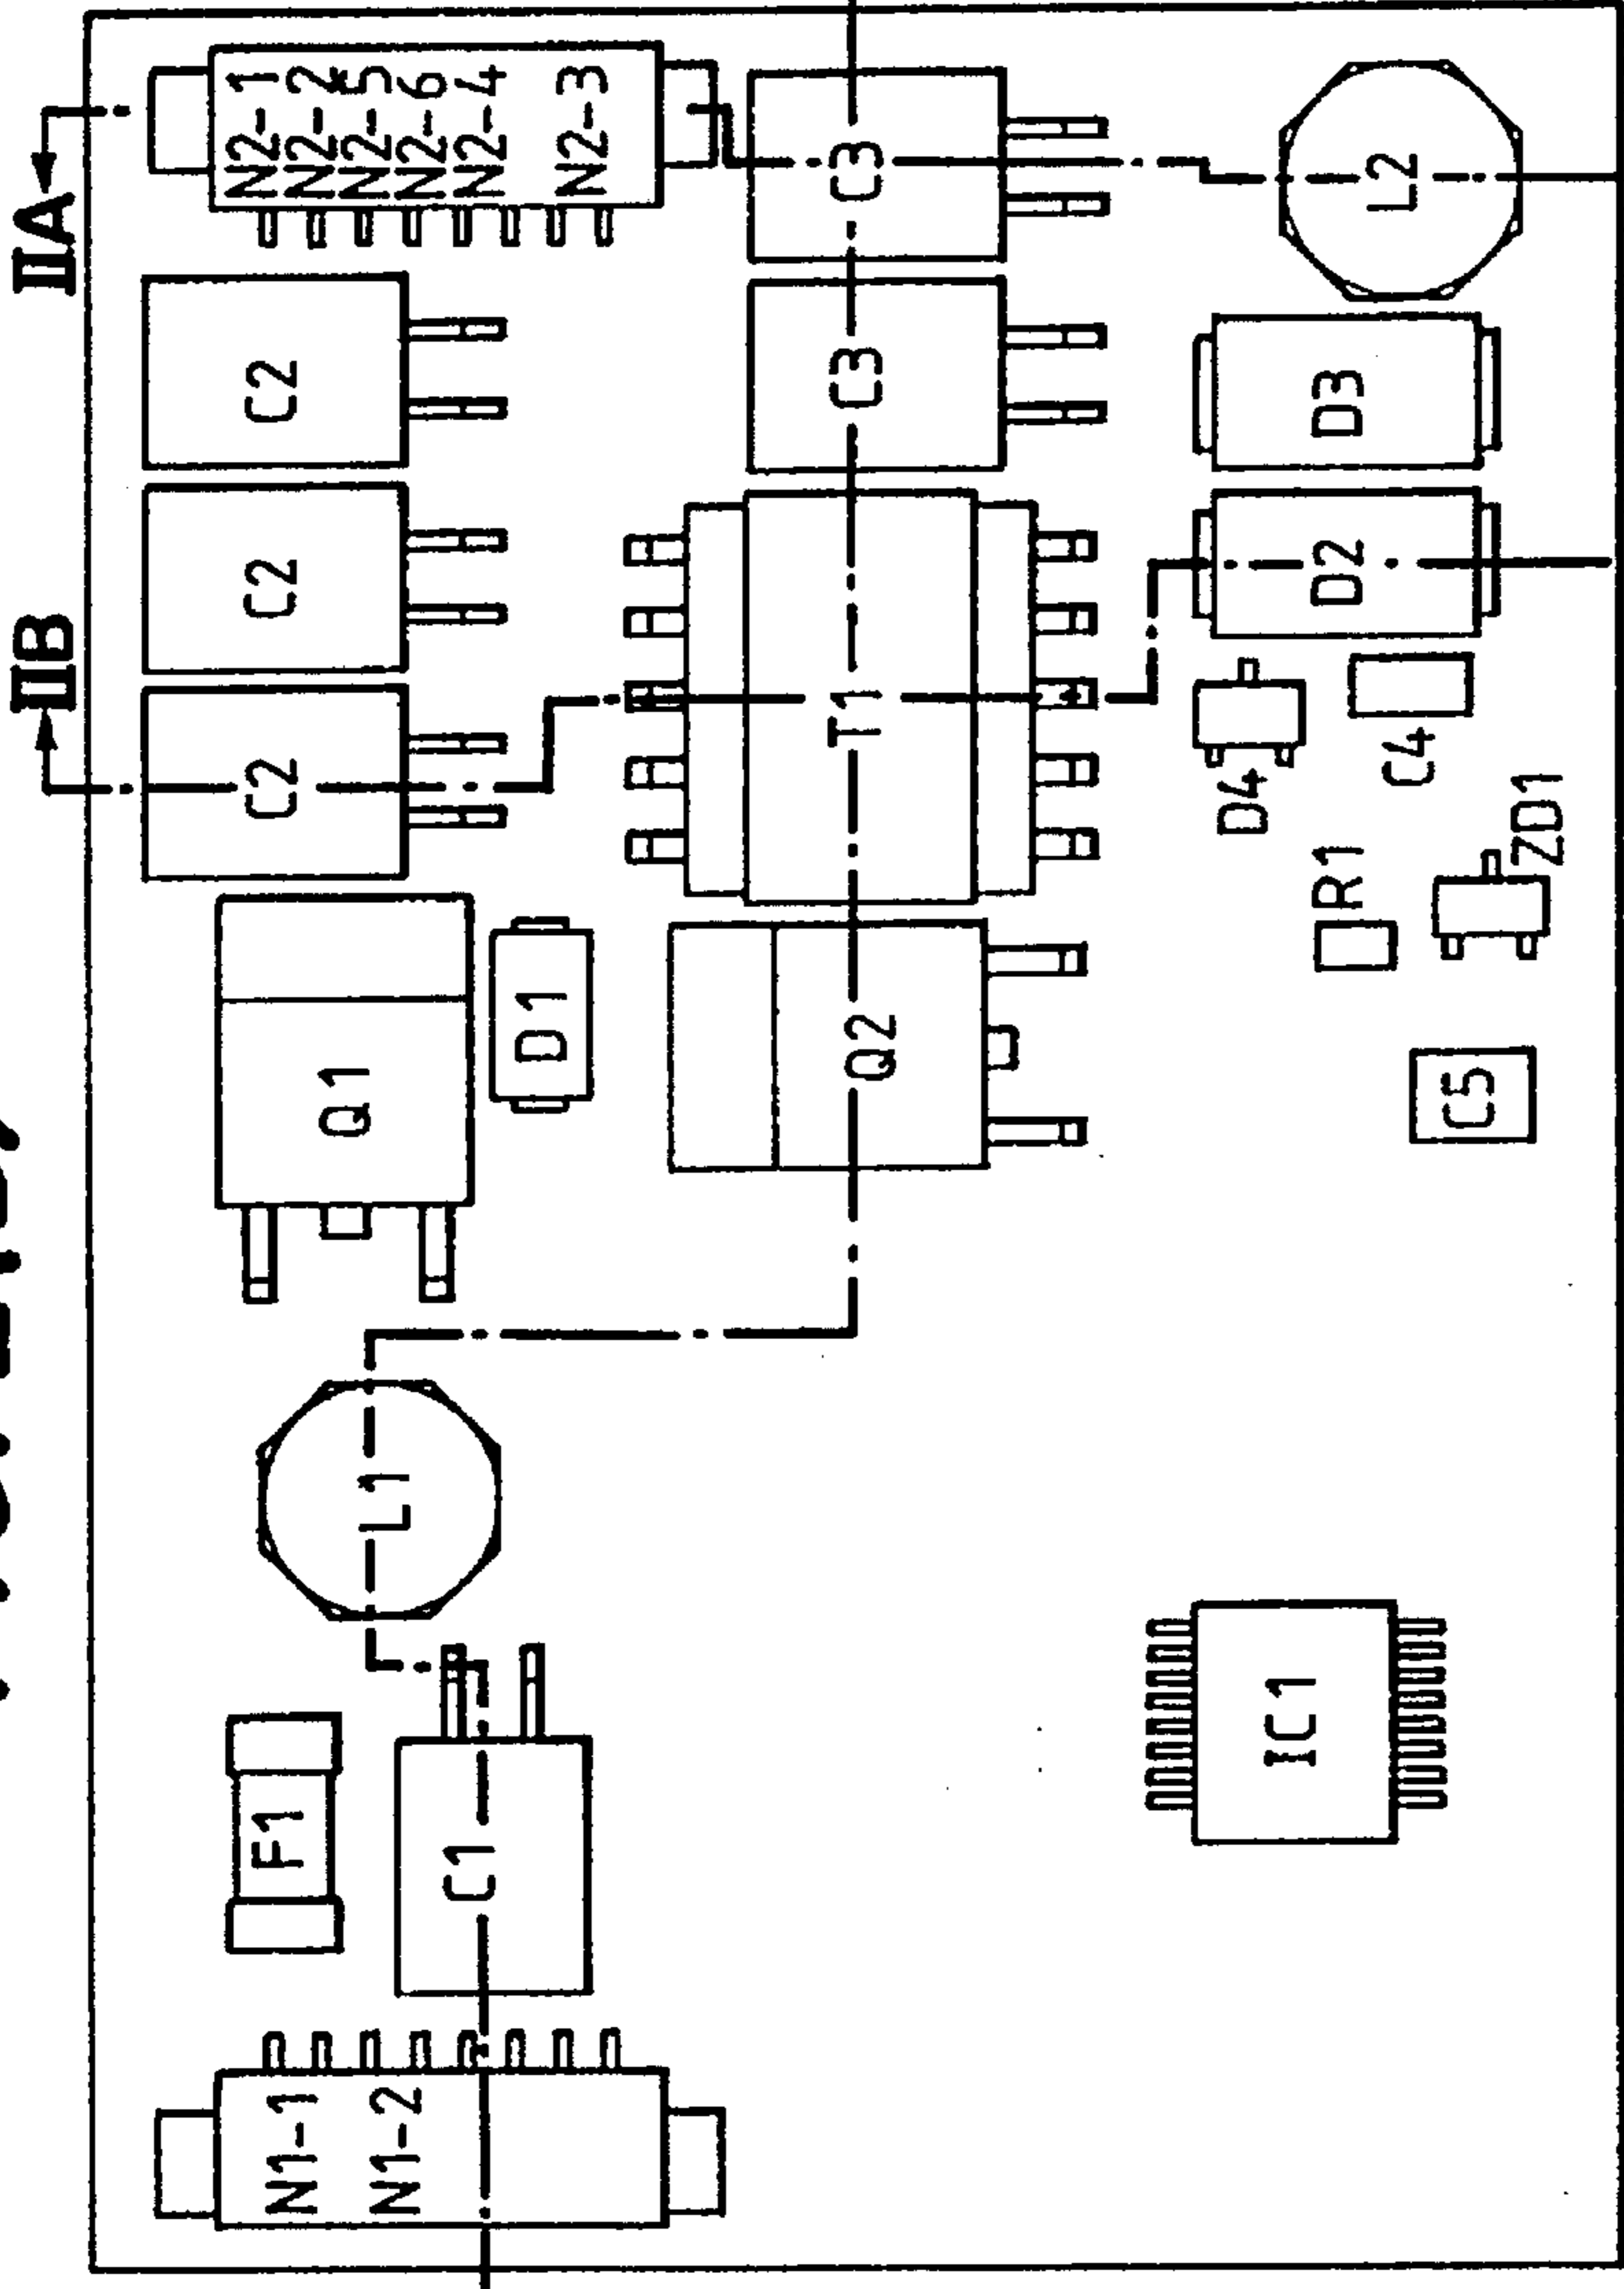 IIB
IIA
N1-1
N1-2
F1
C1
L1
Q1
D1
C2
C2
C2
N2-1
N2-2
N2-5
N2-6
N2-4
N2-3
Q2
T1
C3
C3
IC1
C5
R1
ZD1
D4
C4
D2
D3
L2